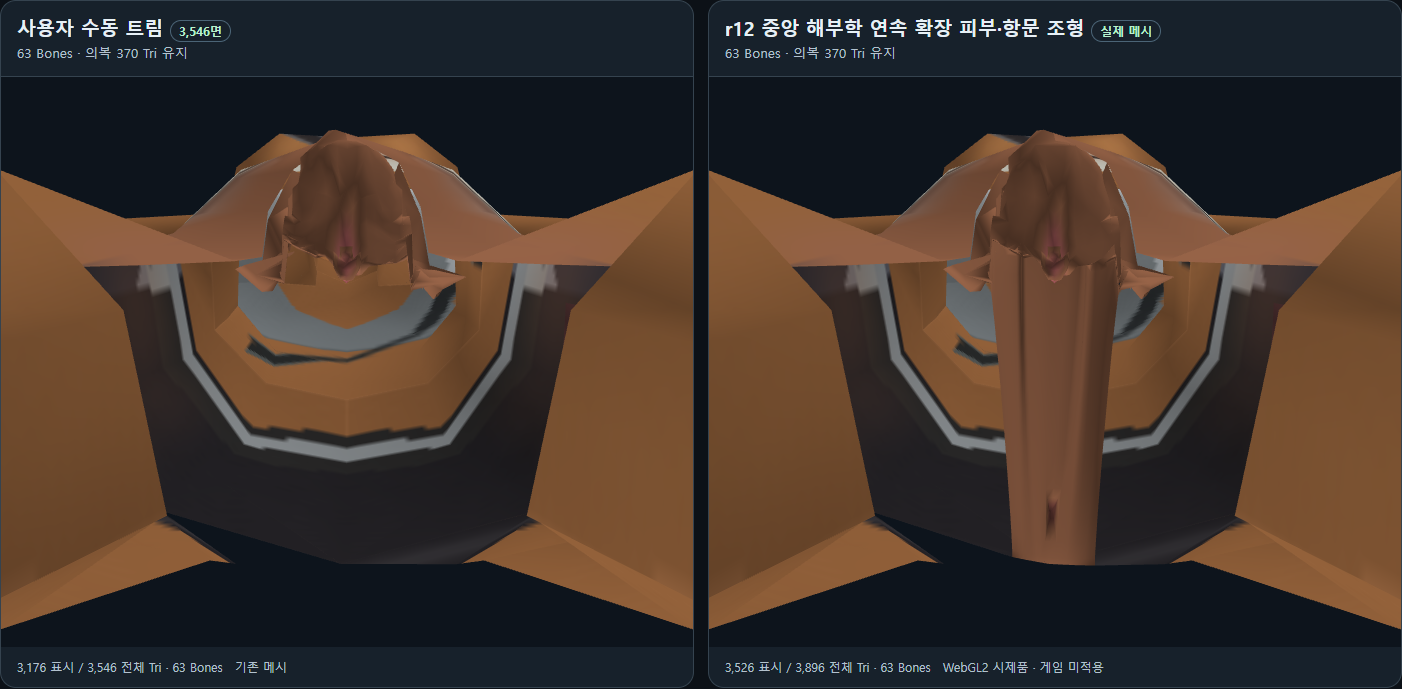 사용자 수동 트림 3,546면
63 Bones · 의복 370 Tri 유지
3,176 표시 / 3,546 전체 Tri · 63 Bones 기존 메시
r12 중앙 해부학 연속 확장 피부·항문 조형 실제 메시
63 Bones · 의복 370 Tri 유지
3,526 표시 / 3,896 전체 Tri · 63 Bones WebGL2 시제품 · 게임 미적용